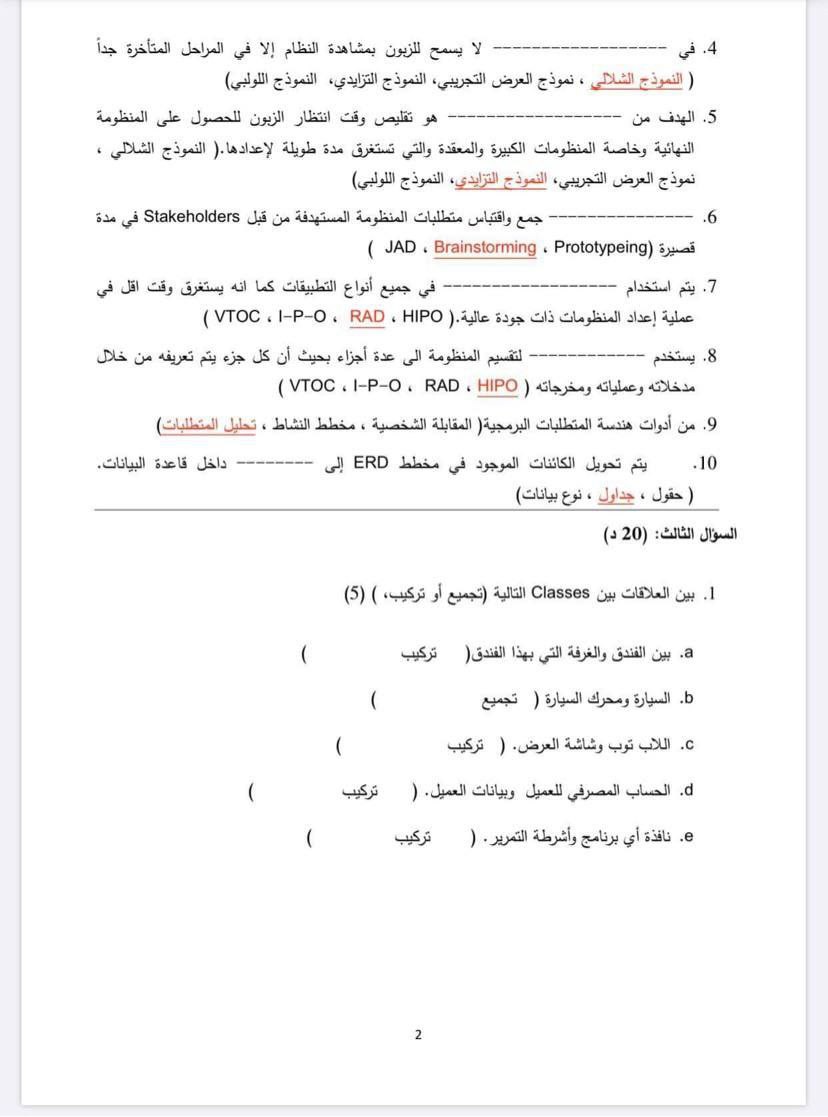 4. في ------------------ لا يسمح للزبون بمشاهدة النظام إلا في المراحل المتأخرة جداً
( النموذج الشلالي ، نموذج العرض التجريبي، النموذج التزايدي، النموذج اللولبي)
5. الهدف من ------------------ هو تقليص وقت انتظار الزبون للحصول على المنظومة
النهائية وخاصة المنظومات الكبيرة والمعقدة والتي تستغرق مدة طويلة لإعدادها.( النموذج الشلالي ،
نموذج العرض التجريبي، النموذج التزايدي، النموذج اللولبي)
6. --------------- جمع واقتباس متطلبات المنظومة المستهدفة من قبل Stakeholders في مدة
قصيرة (Prototypeing ، Brainstorming ، JAD )
7. يتم استخدام ------------------ في جميع أنواع التطبيقات كما انه يستغرق وقت اقل في
عملية إعداد المنظومات ذات جودة عالية.( HIPO ، RAD ، I-P-O ، VTOC )
8. يستخدم ------------ لتقسيم المنظومة الى عدة أجزاء بحيث أن كل جزء يتم تعريفه من خلال
مدخلاته وعملياته ومخرجاته ( HIPO ، RAD ، I-P-O ، VTOC )
9. من أدوات هندسة المتطلبات البرمجية( المقابلة الشخصية ، مخطط النشاط ، تحليل المتطلبات)
10. يتم تحويل الكائنات الموجود في مخطط ERD إلى -------- داخل قاعدة البيانات.
( حقول ، جداول ، نوع بيانات)
السؤال الثالث: (20 د)
1. بين العلاقات بين Classes التالية (تجميع أو تركيب، ) (5)
a. بين الفندق والغرفة التي بهذا الفندق( تركيب )
b. السيارة ومحرك السيارة ( تجميع )
c. اللاب توب وشاشة العرض. ( تركيب )
d. الحساب المصرفي للعميل وبيانات العميل. ( تركيب )
e. نافذة أي برنامج وأشرطة التمرير. ( تركيب )
2